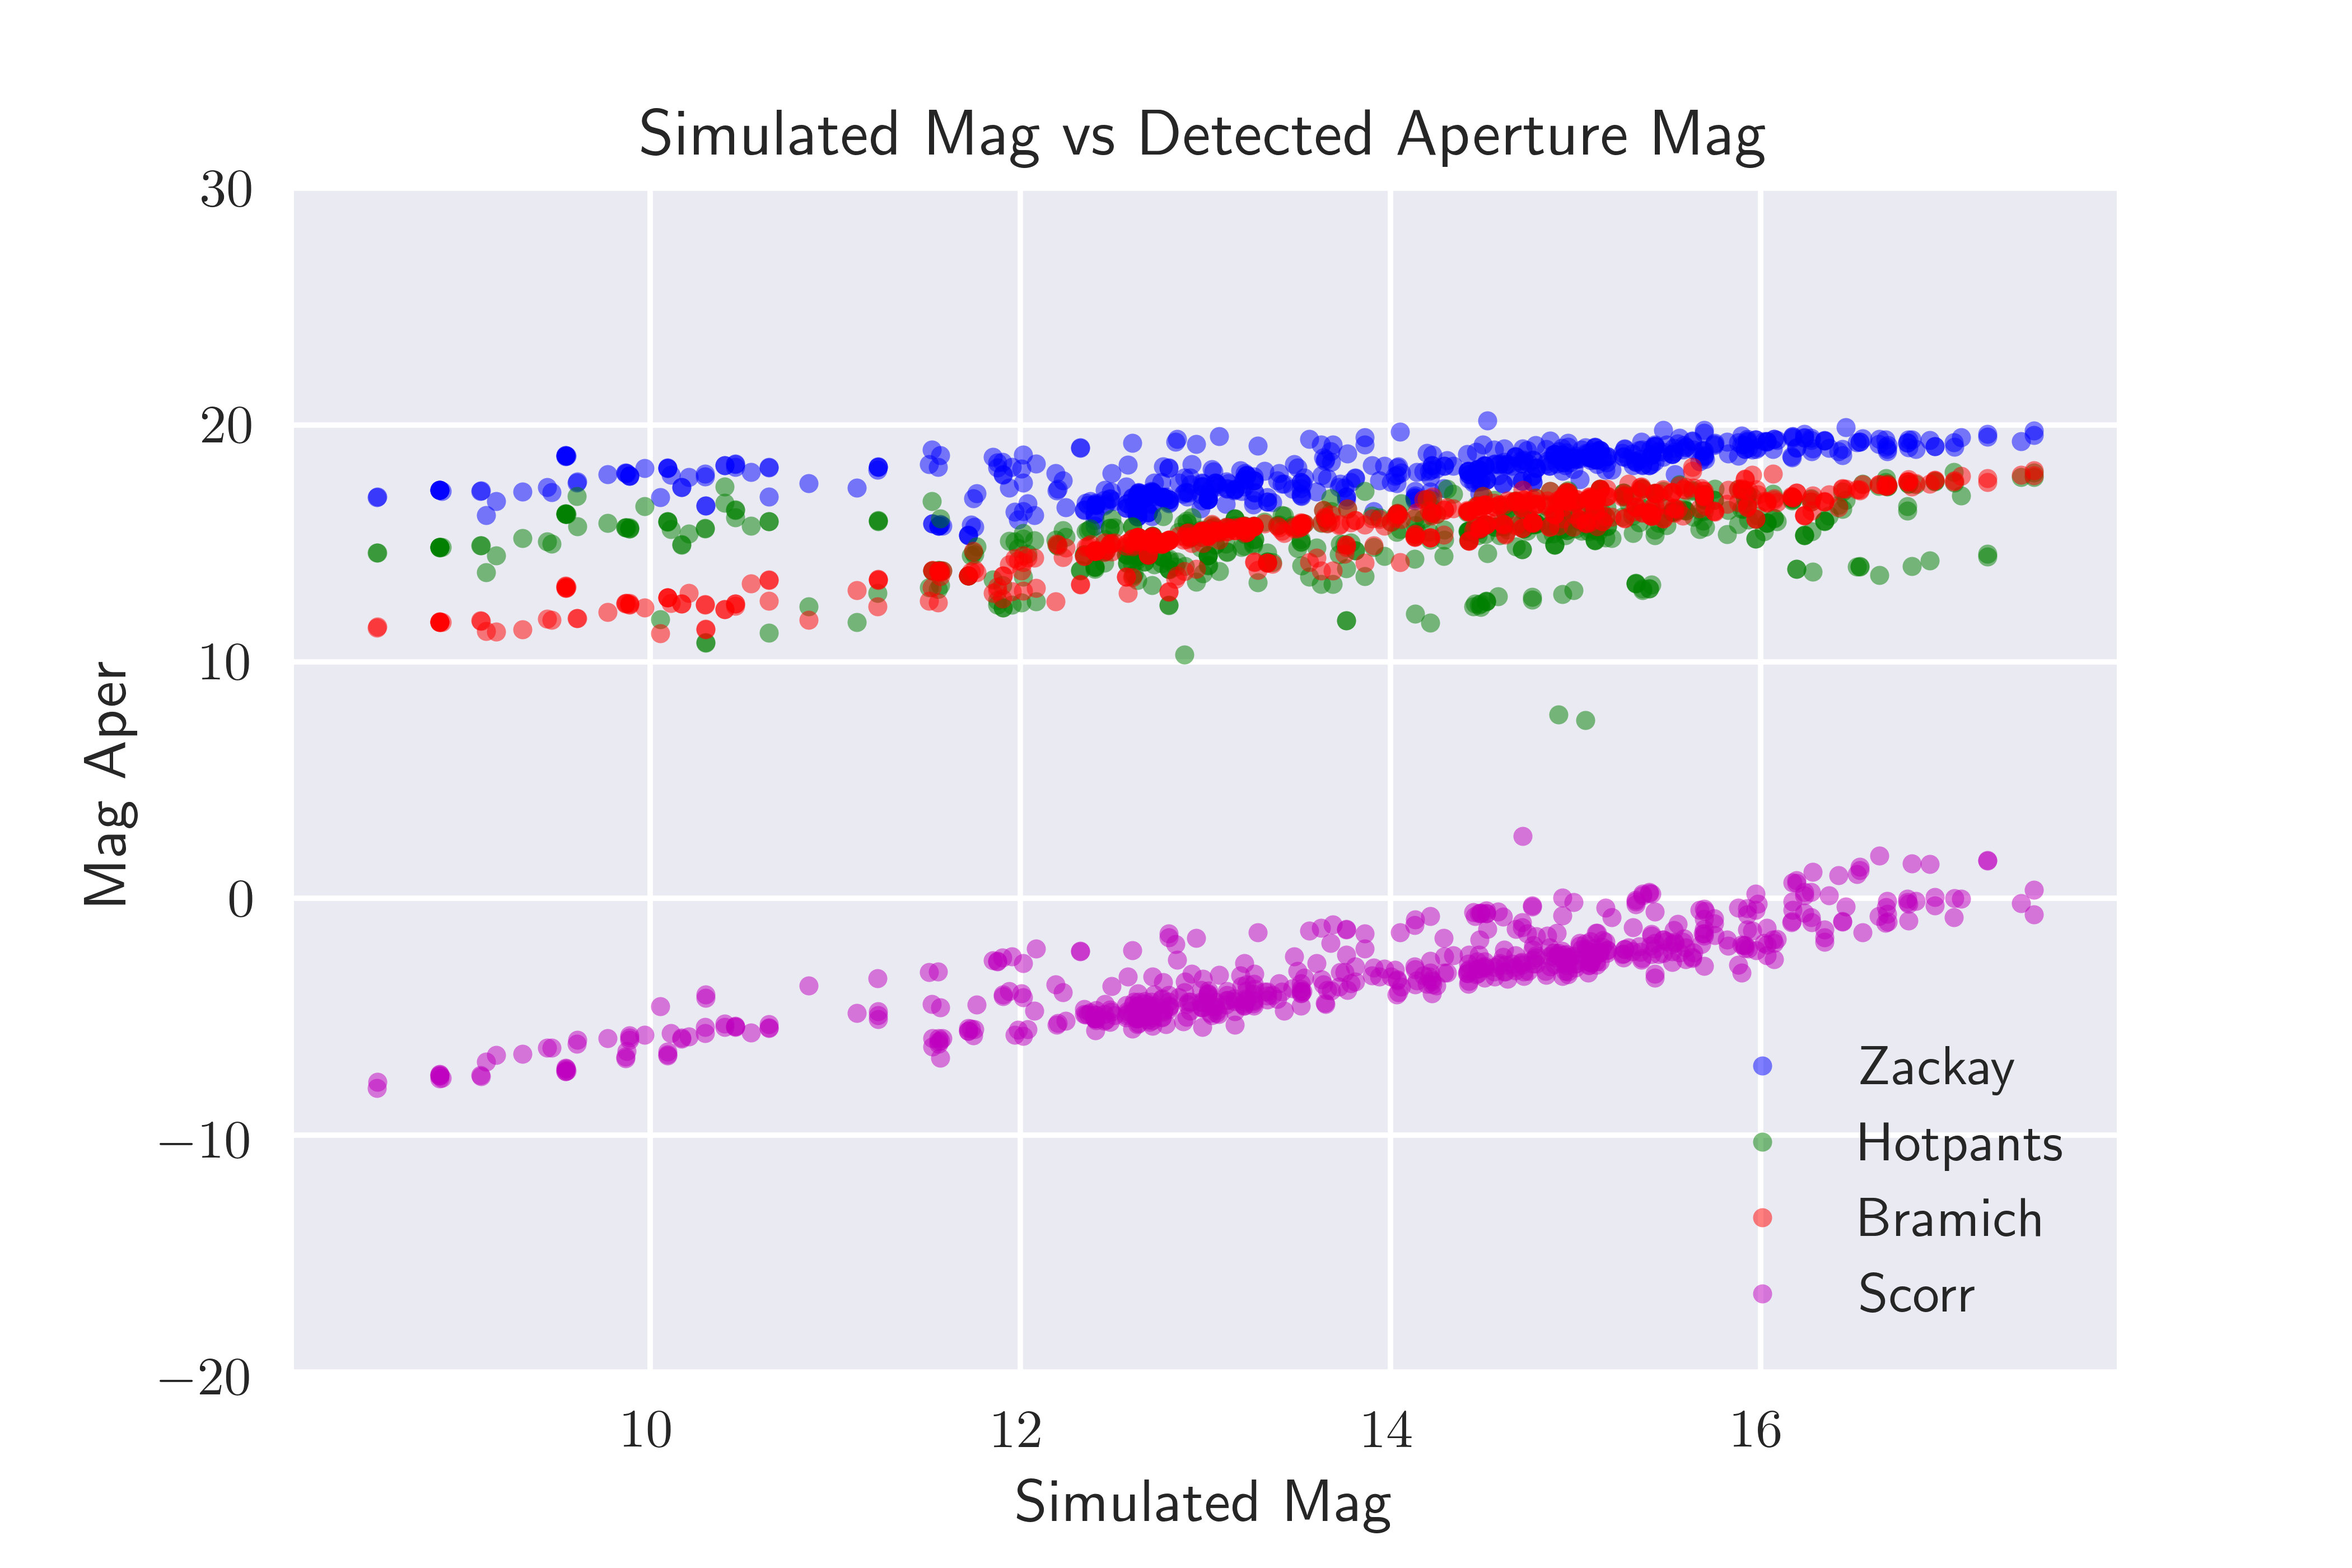 Simulated Mag vs Detected Aperture Mag
30
20
10
0
−10
−20
Mag Aper
Zackay
Hotpants
Bramich
Scorr
10 12 14 16
Simulated Mag